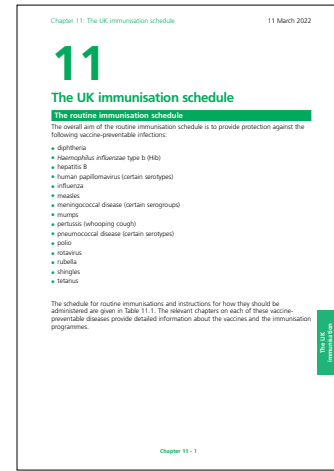 Chapter 11: The UK immunisation schedule 11 March 2022
11
The UK immunisation schedule
The routine immunisation schedule
The overall aim of the routine immunisation schedule is to provide protection against the
following vaccine-preventable infections:
● diphtheria
● Haemophilus influenzae type b (Hib)
● hepatitis B
● human papillomavirus (certain serotypes)
● influenza
● measles
● meningococcal disease (certain serogroups)
● mumps
● pertussis (whooping cough)
● pneumococcal disease (certain serotypes)
● polio
● rotavirus
● rubella
● shingles
● tetanus
The schedule for routine immunisations and instructions for how they should be
administered are given in Table 11.1. The relevant chapters on each of these vaccine-
preventable diseases provide detailed information about the vaccines and the immunisation
programmes.
The UK
immunisation
Chapter 11 - 1